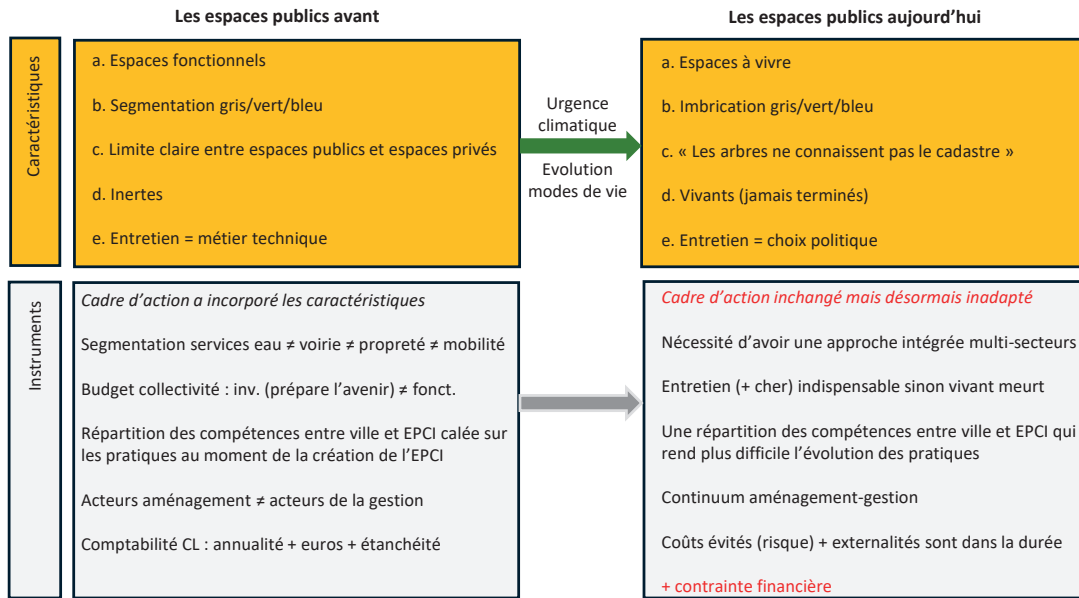 Les espaces publics avant
Les espaces publics aujourd’hui
Caractéristiques
a. Espaces fonctionnels
b. Segmentation gris/vert/bleu
c. Limite claire entre espaces publics et espaces privés
d. Inertes
e. Entretien = métier technique
Urgence
climatique
Evolution
modes de vie
a. Espaces à vivre
b. Imbrication gris/vert/bleu
c. « Les arbres ne connaissent pas le cadastre »
d. Vivants (jamais terminés)
e. Entretien = choix politique
Instruments
Cadre d’action a incorporé les caractéristiques
Segmentation services eau ≠ voirie ≠ propreté ≠ mobilité
Budget collectivité : inv. (prépare l’avenir) ≠ fonct.
Répartition des compétences entre ville et EPCI calée sur
les pratiques au moment de la création de l’EPCI
Acteurs aménagement ≠ acteurs de la gestion
Comptabilité CL : annualité + euros + étanchéité
Cadre d’action inchangé mais désormais inadapté
Nécessité d’avoir une approche intégrée multi-secteurs
Entretien (+ cher) indispensable sinon vivant meurt
Une répartition des compétences entre ville et EPCI qui
rend plus difficile l’évolution des pratiques
Continuum aménagement-gestion
Coûts évités (risque) + externalités sont dans la durée
+ contrainte financière